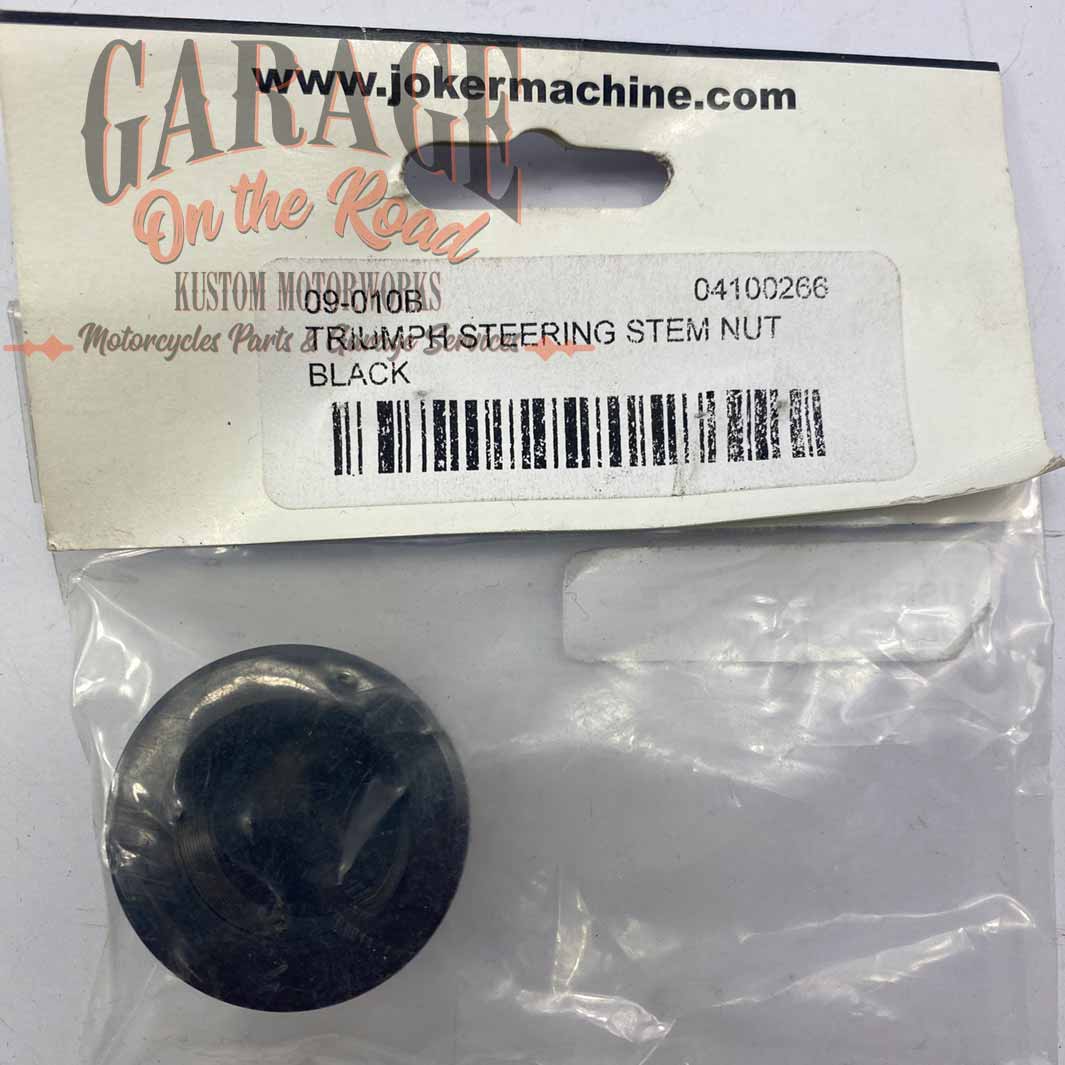 www.jokermachine.com
GARAGE
On the Road
KUSTOM MOTORWORKS
Motorcycles Parts & Garage Services
09-010B 04100266
TRIUMPH STEERING STEM NUT
BLACK